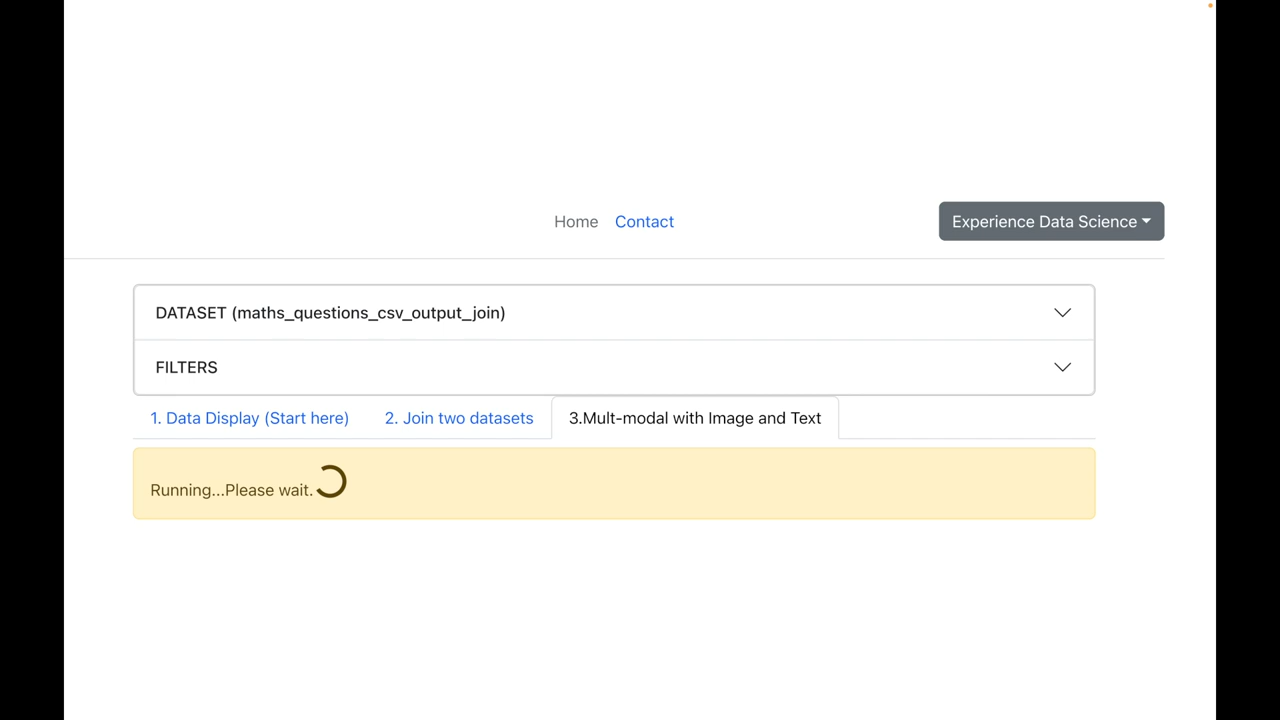 Home Contact Experience Data Science
DATASET (maths_questions_csv_output_join)
FILTERS
1. Data Display (Start here) 2. Join two datasets 3.Mult-modal with Image and Text
Running...Please wait.